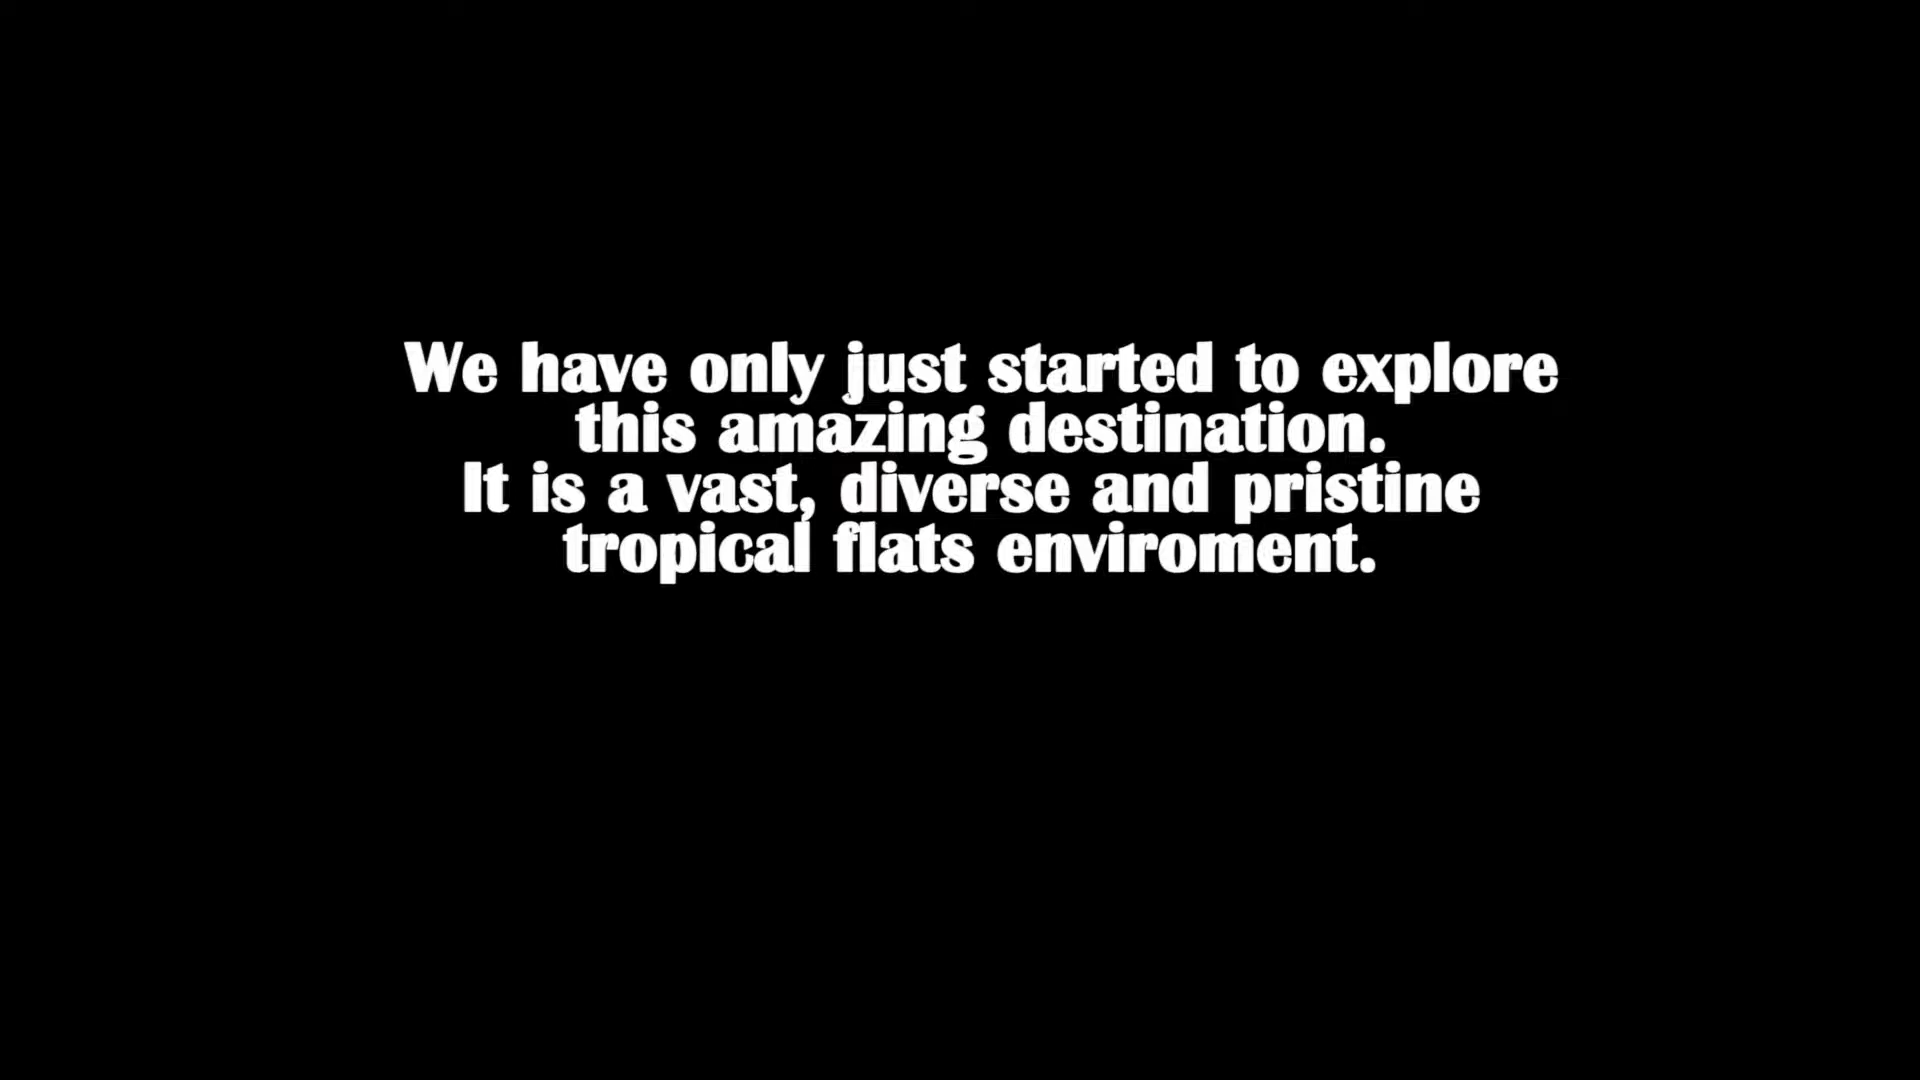 We have only just started to explore
this amazing destination.
It is a vast, diverse and pristine
tropical flats enviroment.